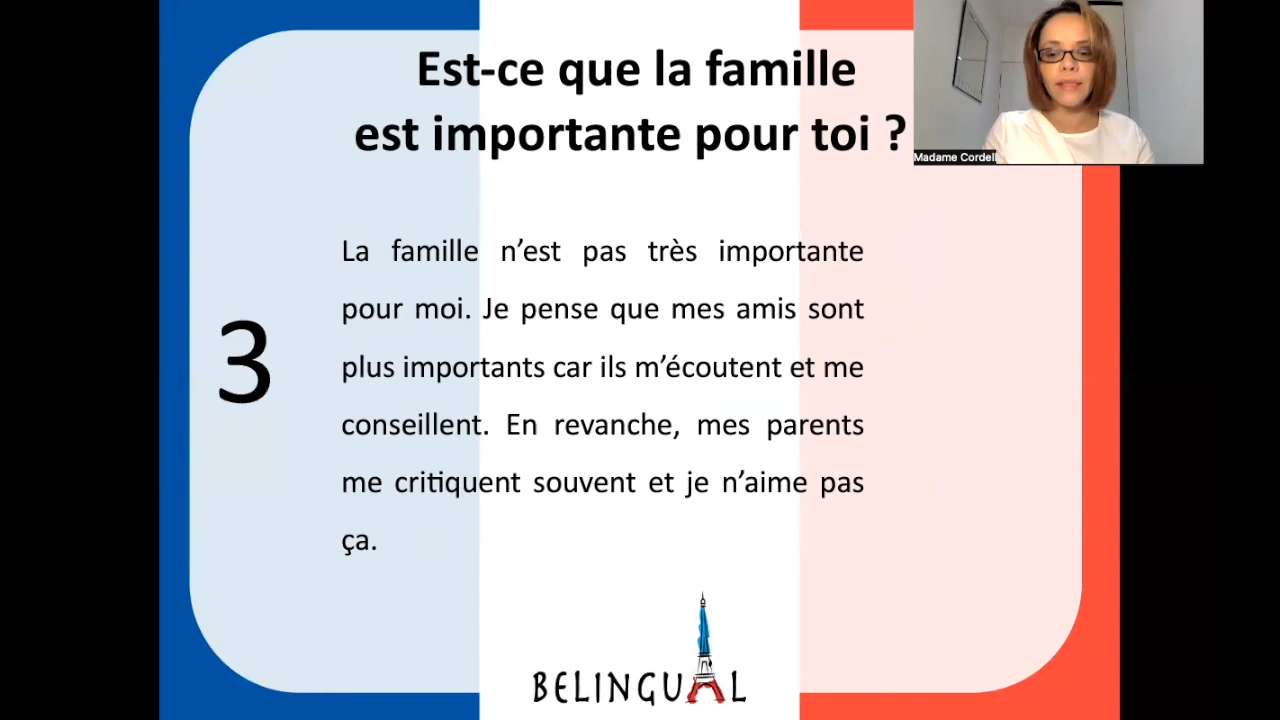 Est-ce que la famille
est importante pour toi ?
Madame Cordell
3
La famille n’est pas très importante
pour moi. Je pense que mes amis sont
plus importants car ils m’écoutent et me
conseillent. En revanche, mes parents
me critiquent souvent et je n’aime pas
ça.
BELINGUAL